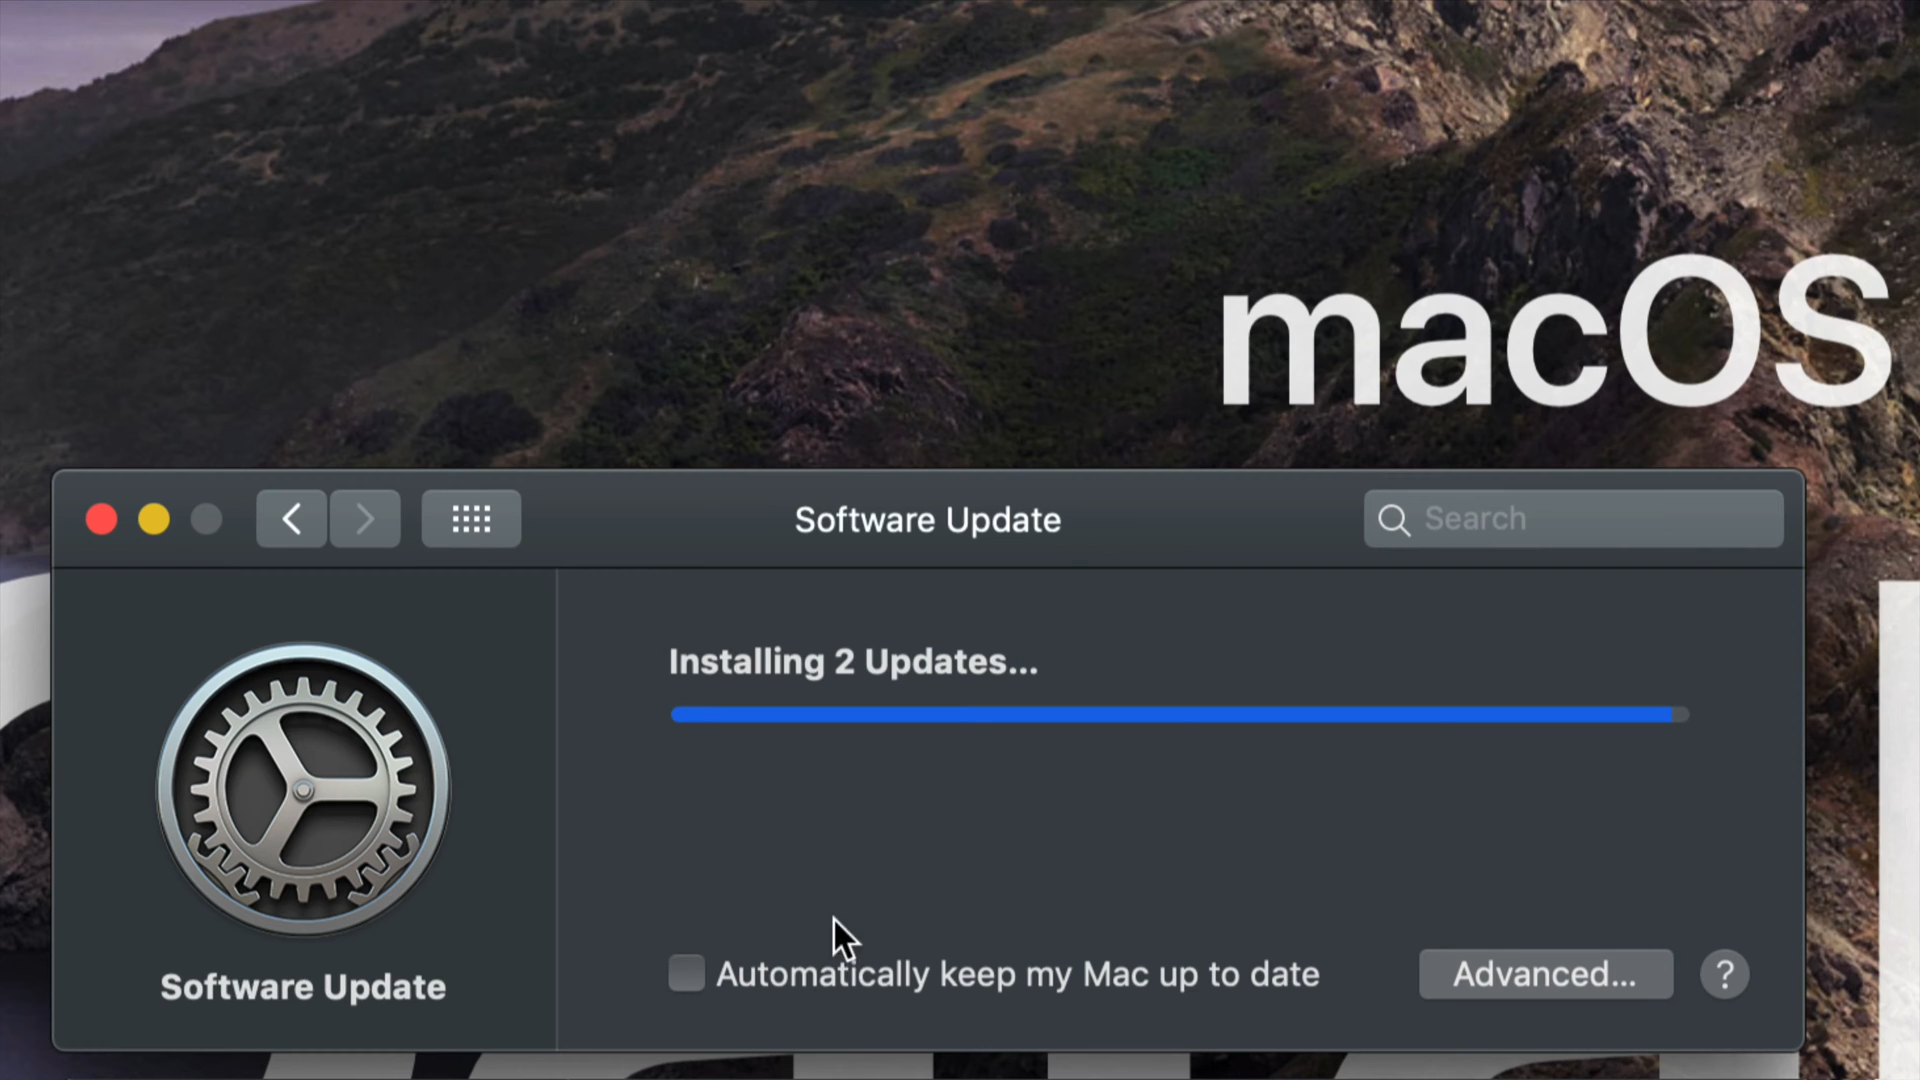 macOS
Software Update
Search
Installing 2 Updates...
Automatically keep my Mac up to date
Advanced...
?
Software Update